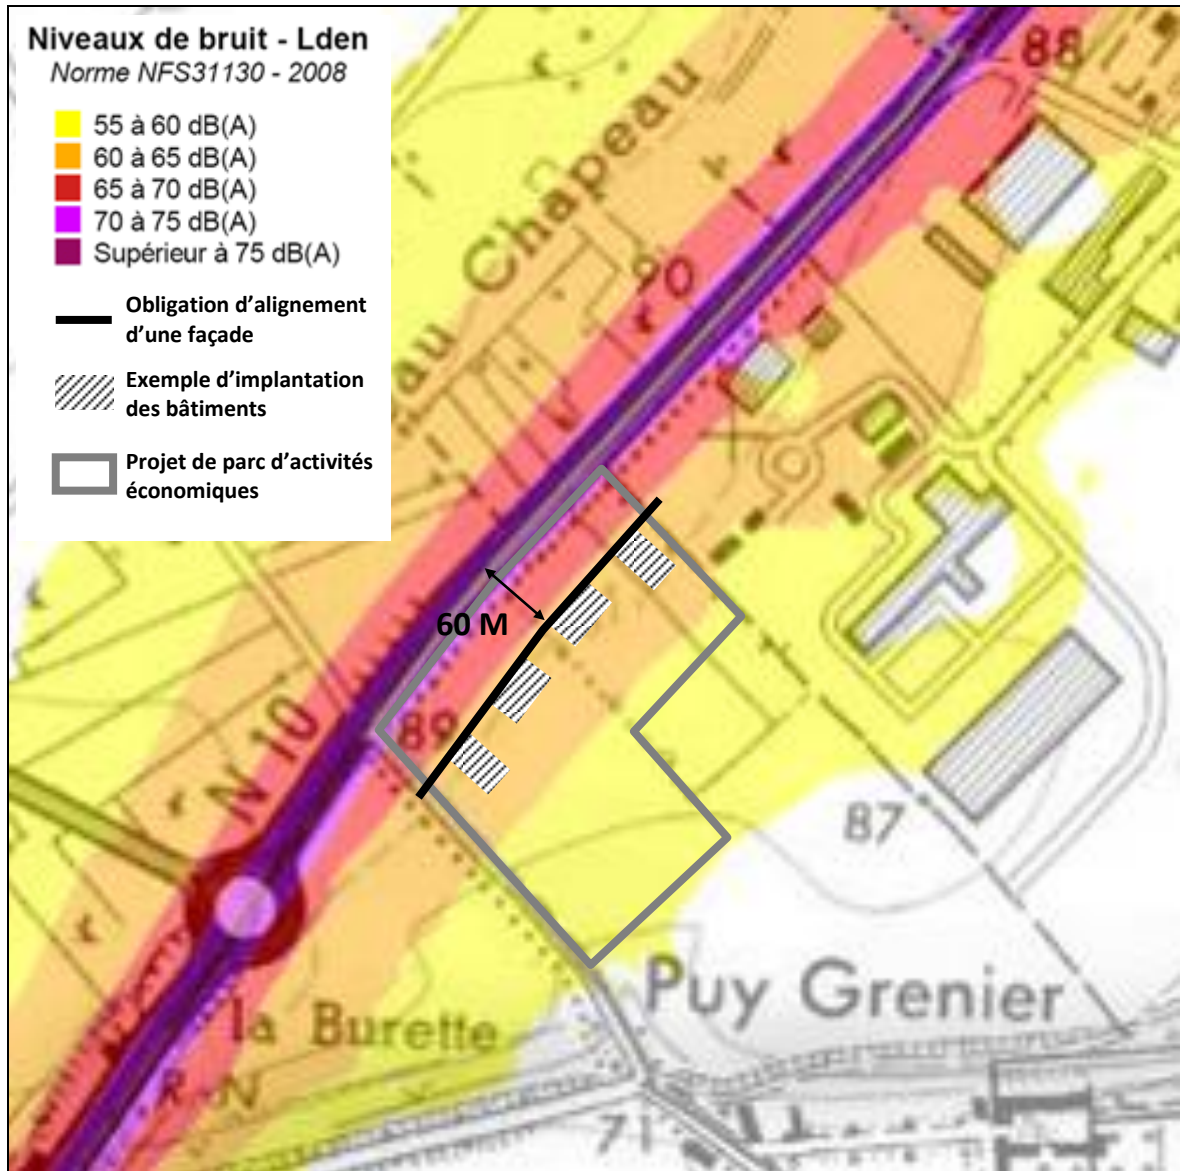 Niveaux de bruit - Lden
Norme NFS31130 - 2008
55 à 60 dB(A)
60 à 65 dB(A)
65 à 70 dB(A)
70 à 75 dB(A)
Supérieur à 75 dB(A)
Obligation d’alignement
d’une façade
Exemple d’implantation
des bâtiments
Projet de parc d’activités
économiques
88
Chapeau
au
r
r
90
r
60 M
89
N 10
r
r
r
87
Puy Grenier
la Burette
R N
71